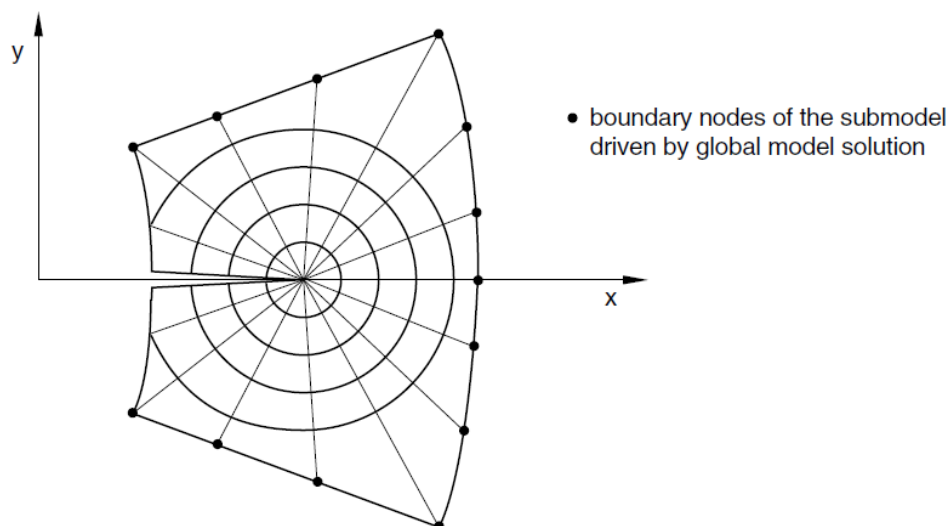 y
• boundary nodes of the submodel
driven by global model solution
x